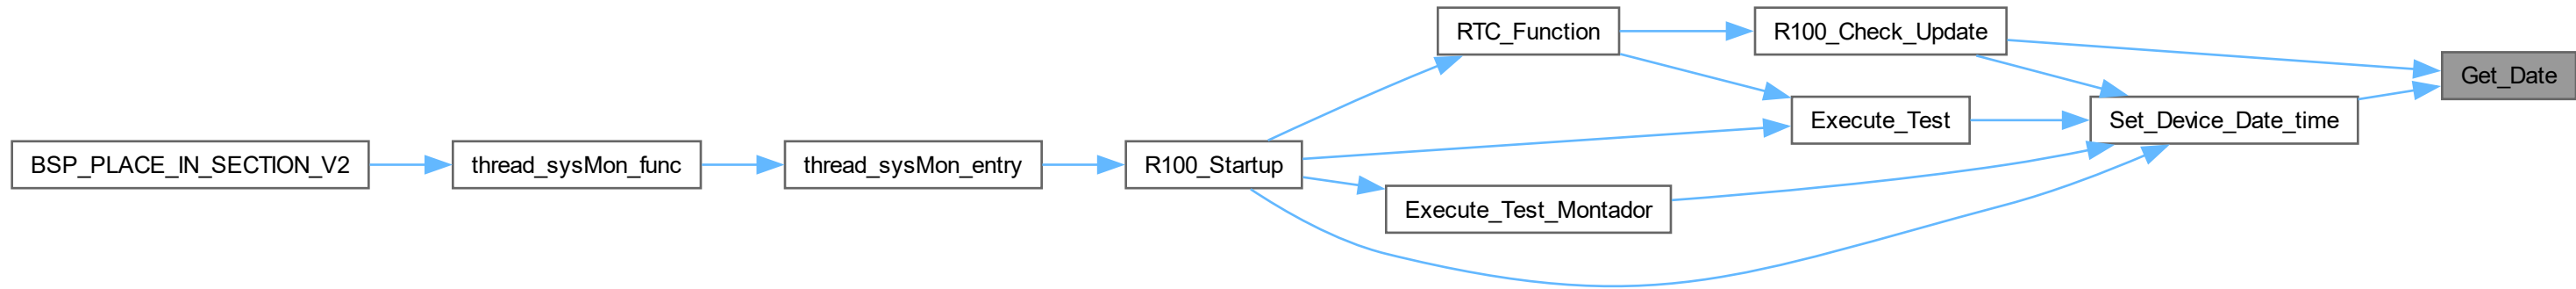 RTC_Function
R100_Check_Update
Get_Date
Execute_Test
Set_Device_Date_time
BSP_PLACE_IN_SECTION_V2
thread_sysMon_func
thread_sysMon_entry
R100_Startup
Execute_Test_Montador